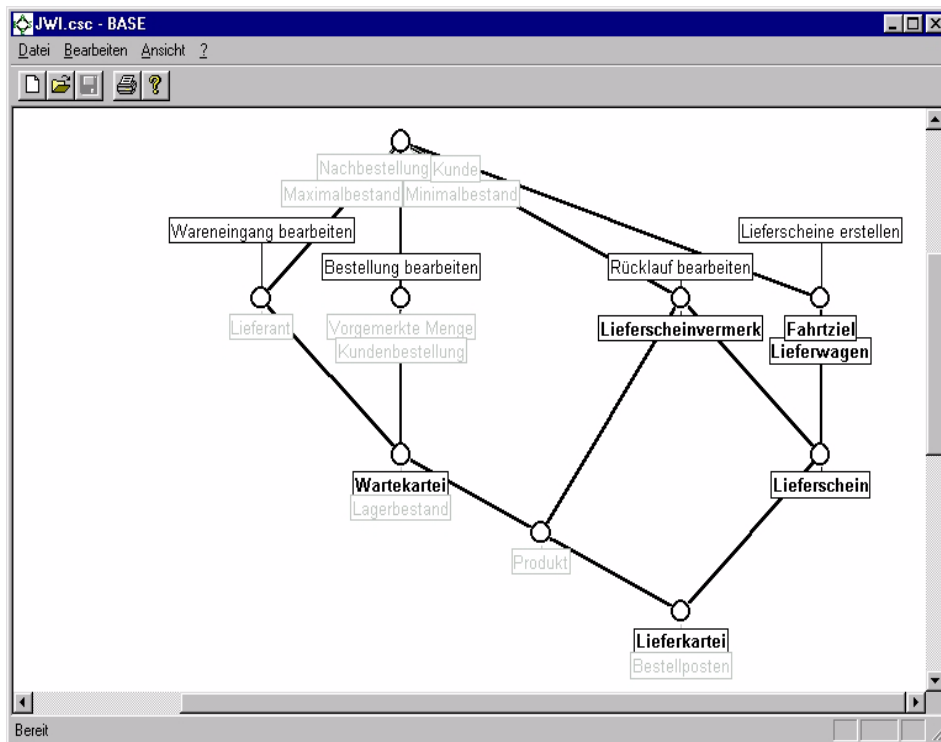 JWI.csc - BASE
Datei Bearbeiten Ansicht ?
Nachbestellung Kunde
Maximalbestand Minimalbestand
Wareneingang bearbeiten
Lieferscheine erstellen
Bestellung bearbeiten
Rücklauf bearbeiten
Lieferant
Vorgemerkte Menge
Lieferscheinvermerk
Fahrtziel
Kundenbestellung
Lieferwagen
Wartekartei
Lieferschein
Lagerbestand
Produkt
Lieferkartei
Bestellposten
Bereit